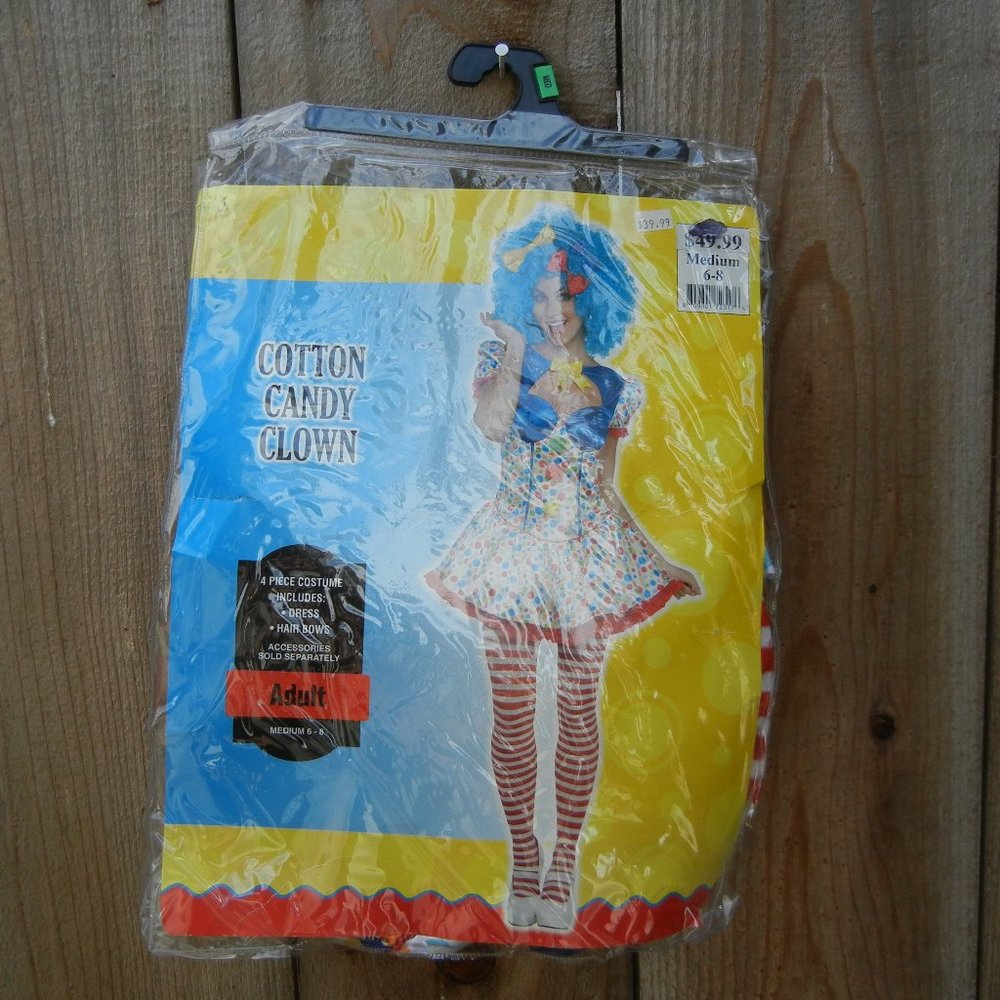 MED
$39.99
$49.99
Medium
6-8
COTTON
CANDY
CLOWN
4 PIECE COSTUME
INCLUDES:
• DRESS
• HAIR BOWS
ACCESSORIES
SOLD SEPARATELY
Adult
MEDIUM 6 - 8